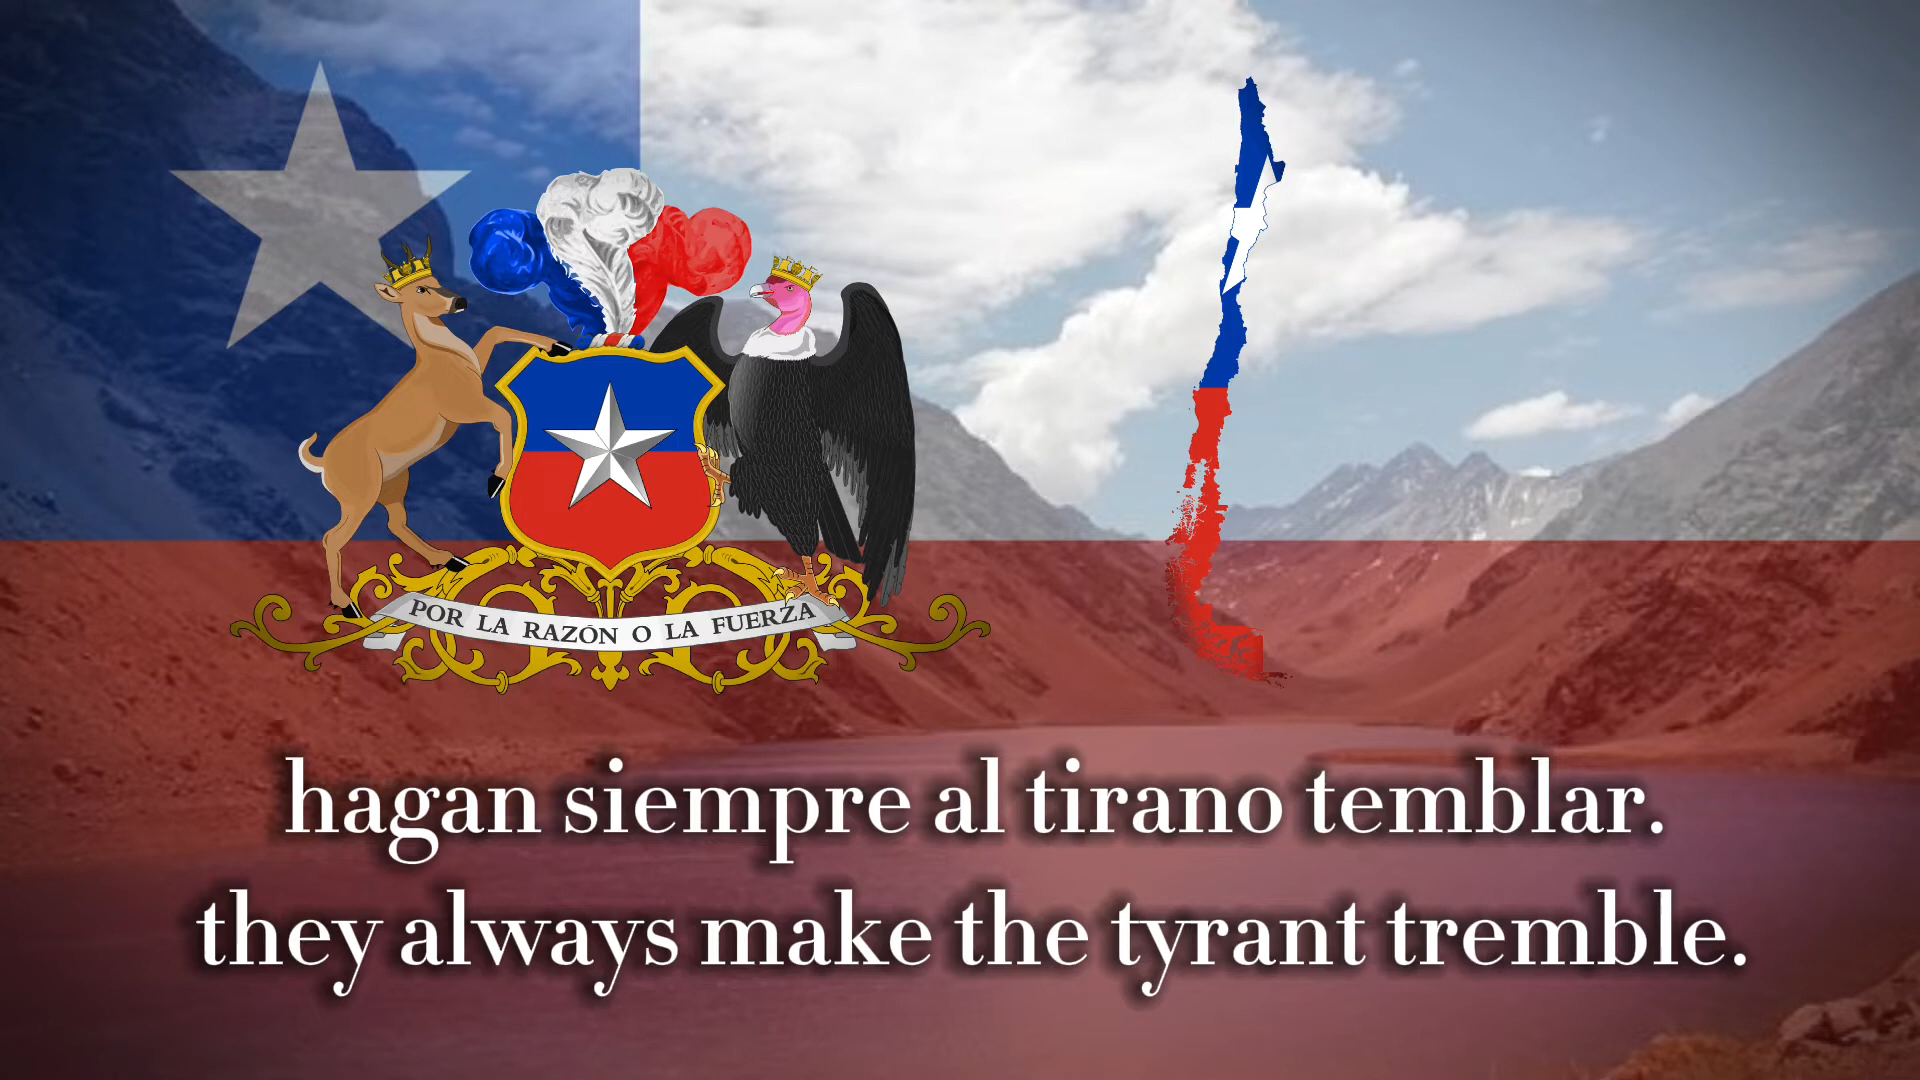 POR LA RAZÓN O LA FUERZA
hagan siempre al tirano temblar.
they always make the tyrant tremble.